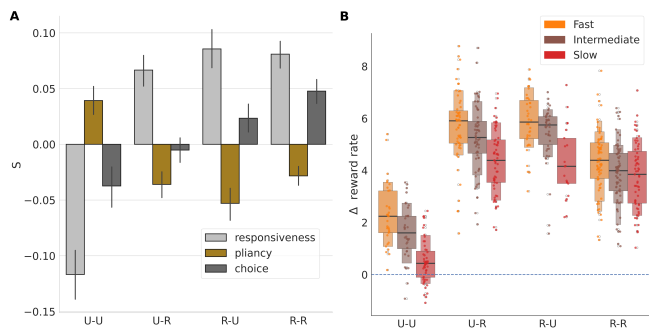 A
0.10
0.05
0.00
−0.05
−0.10
−0.15
S
responsiveness
pliancy
choice
U-U U-R R-U R-R
B
Fast
Intermediate
Slow
8
6
4
2
0
Δ reward rate
U-U U-R R-U R-R